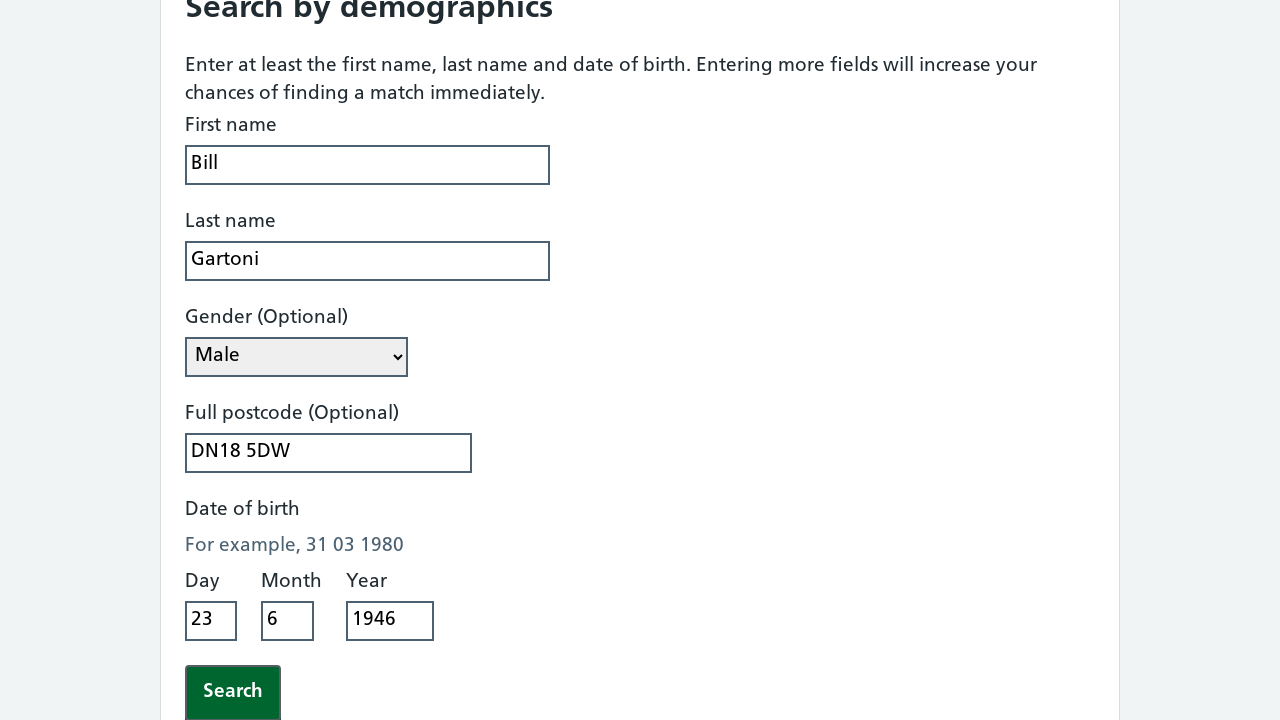 Search by demographics
Enter at least the first name, last name and date of birth. Entering more fields will increase your
chances of finding a match immediately.
First name
Bill
Last name
Gartoni
Gender (Optional)
Male
Full postcode (Optional)
DN18 5DW
Date of birth
For example, 31 03 1980
Day Month Year
23 6 1946
Search